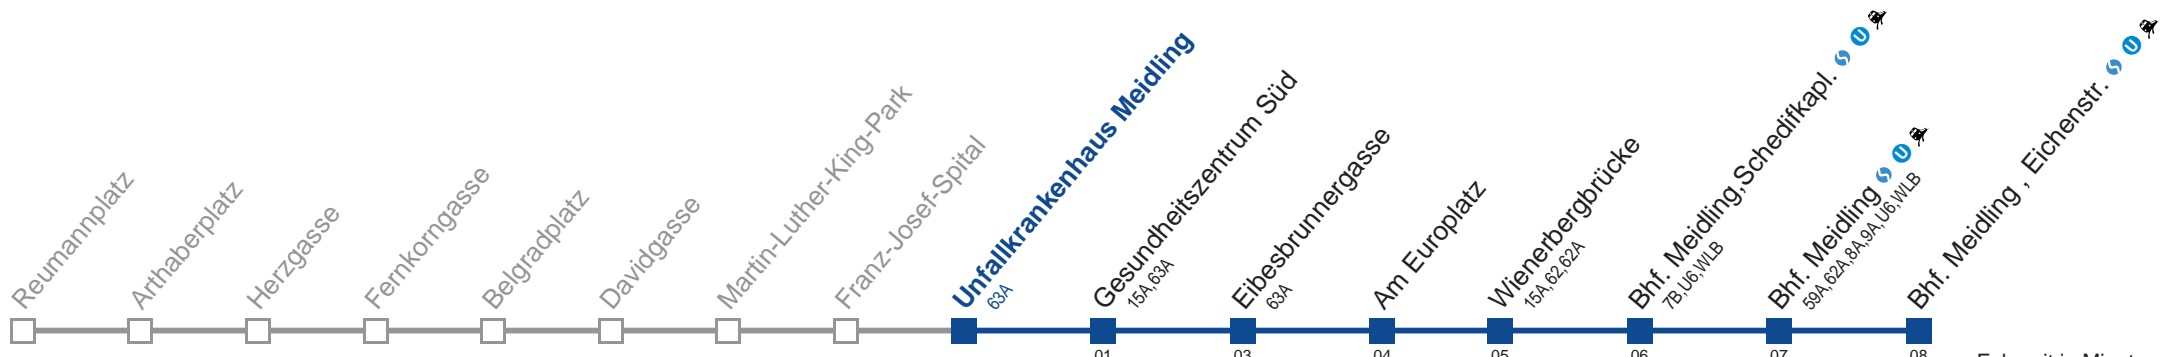 Reumannplatz
Arthaberplatz
Herzgasse
Fernkorngasse
Belgradplatz
Davidgasse
Martin-Luther-King-Park
Franz-Josef-Spital
Unfallkrankenhaus Meidling
63A
Gesundheitszentrum Süd
15A,63A
Eibesbrunnergasse
63A
Am Europlatz
Wienerbergbrücke
15A,62,62A
Bhf. Meidling,Schedifkapl. U
7B,U6,WLB
Bhf. Meidling U
59A,62A,8A,9A,U6,WLB
Bhf. Meidling , Eichenstr. U
01 03 04 05 06 07 08